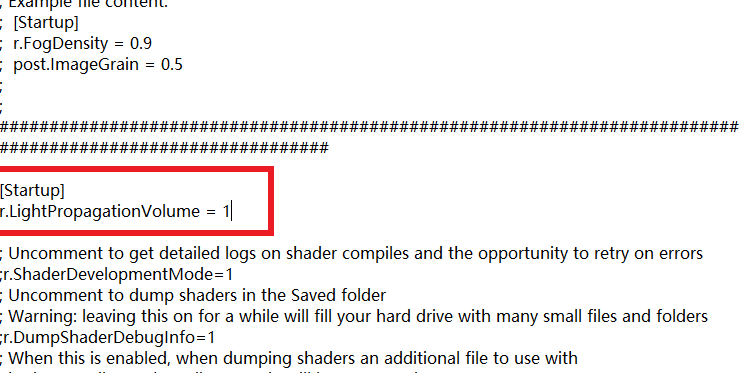 ; Example file content:
;  [Startup]
;  r.FogDensity = 0.9
;  post.ImageGrain = 0.5
;
;
##########################################################################
#################################
[Startup]
r.LightPropagationVolume = 1
; Uncomment to get detailed logs on shader compiles and the opportunity to retry on errors
;r.ShaderDevelopmentMode=1
; Uncomment to dump shaders in the Saved folder
; Warning: leaving this on for a while will fill your hard drive with many small files and folders
;r.DumpShaderDebugInfo=1
; When this is enabled, when dumping shaders an additional file to use with